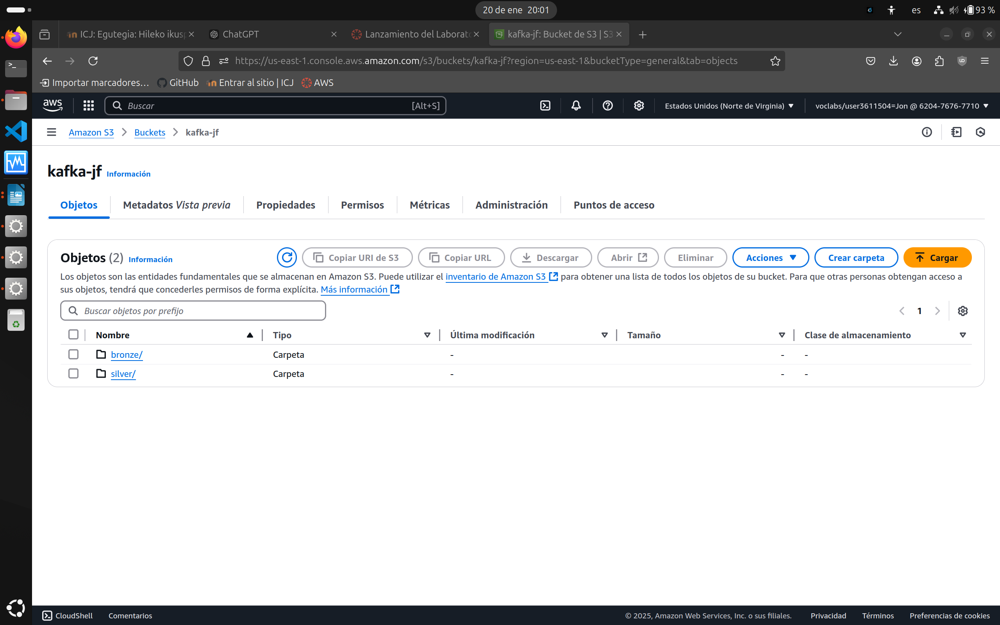 20 de ene 20:01
es
93 %
ICJ: Egutegia: Hileko ikusp
ChatGPT
Lanzamiento del Laborato
kafka-jf: Bucket de S3 | S3
https://us-east-1.console.aws.amazon.com/s3/buckets/kafka-jf?region=us-east-1&bucketType=general&tab=objects
Importar marcadores…
GitHub
Entrar al sitio | ICJ
AWS
aws
Buscar
[Alt+S]
Estados Unidos (Norte de Virginia)
voclabs/user3611504=Jon @ 6204-7676-7710
Amazon S3
Buckets
kafka-jf
kafka-jf
Información
Objetos
Metadatos Vista previa
Propiedades
Permisos
Métricas
Administración
Puntos de acceso
Objetos (2)
Información
Copiar URI de S3
Copiar URL
Descargar
Abrir
Eliminar
Acciones
Crear carpeta
Cargar
Los objetos son las entidades fundamentales que se almacenan en Amazon S3. Puede utilizar el inventario de Amazon S3 para obtener una lista de todos los objetos de su bucket. Para que otras personas obtengan acceso a
sus objetos, tendrá que concederles permisos de forma explícita. Más información
Buscar objetos por prefijo
1
Nombre
Tipo
Última modificación
Tamaño
Clase de almacenamiento
bronze/
Carpeta
-
-
-
silver/
Carpeta
-
-
-
CloudShell
Comentarios
© 2025, Amazon Web Services, Inc. o sus filiales.
Privacidad
Términos
Preferencias de cookies